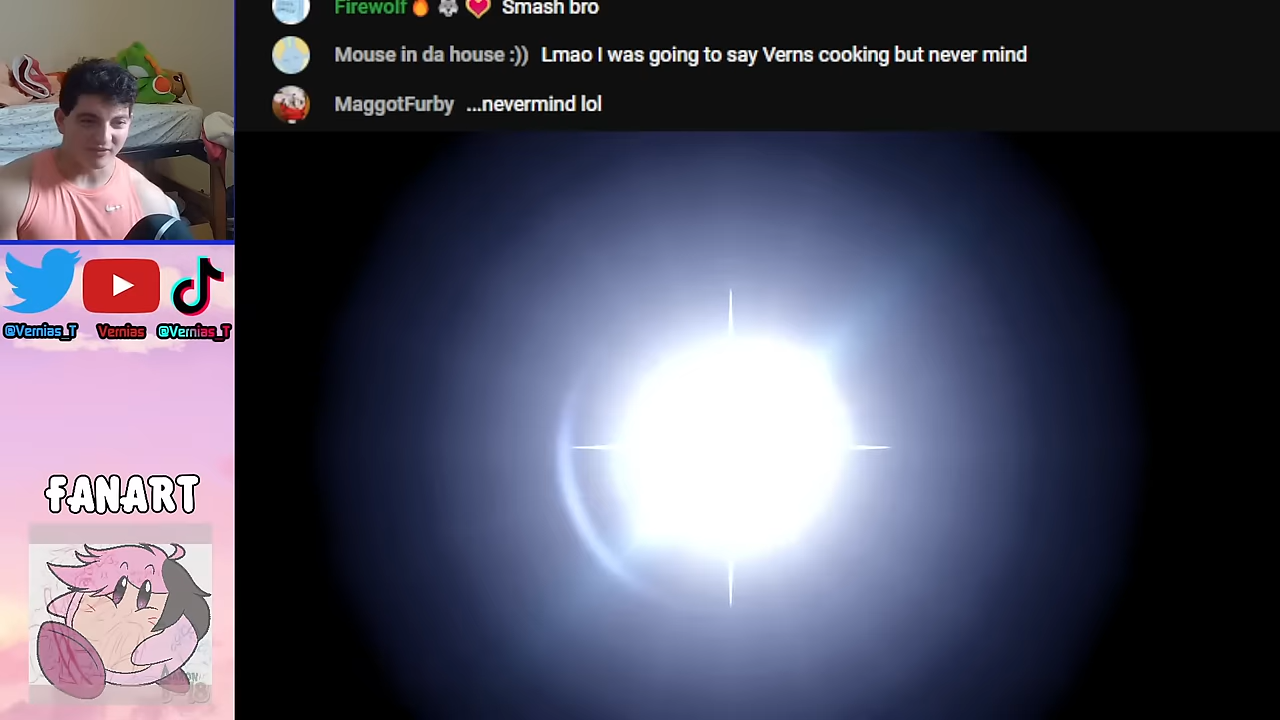 Firewolf🔥🐺💗 Smash bro
Mouse in da house :)) Lmao I was going to say Verns cooking but never mind
MaggotFurby ...nevermind lol
@Vernias_T Vernias @Vernias_T
FANART